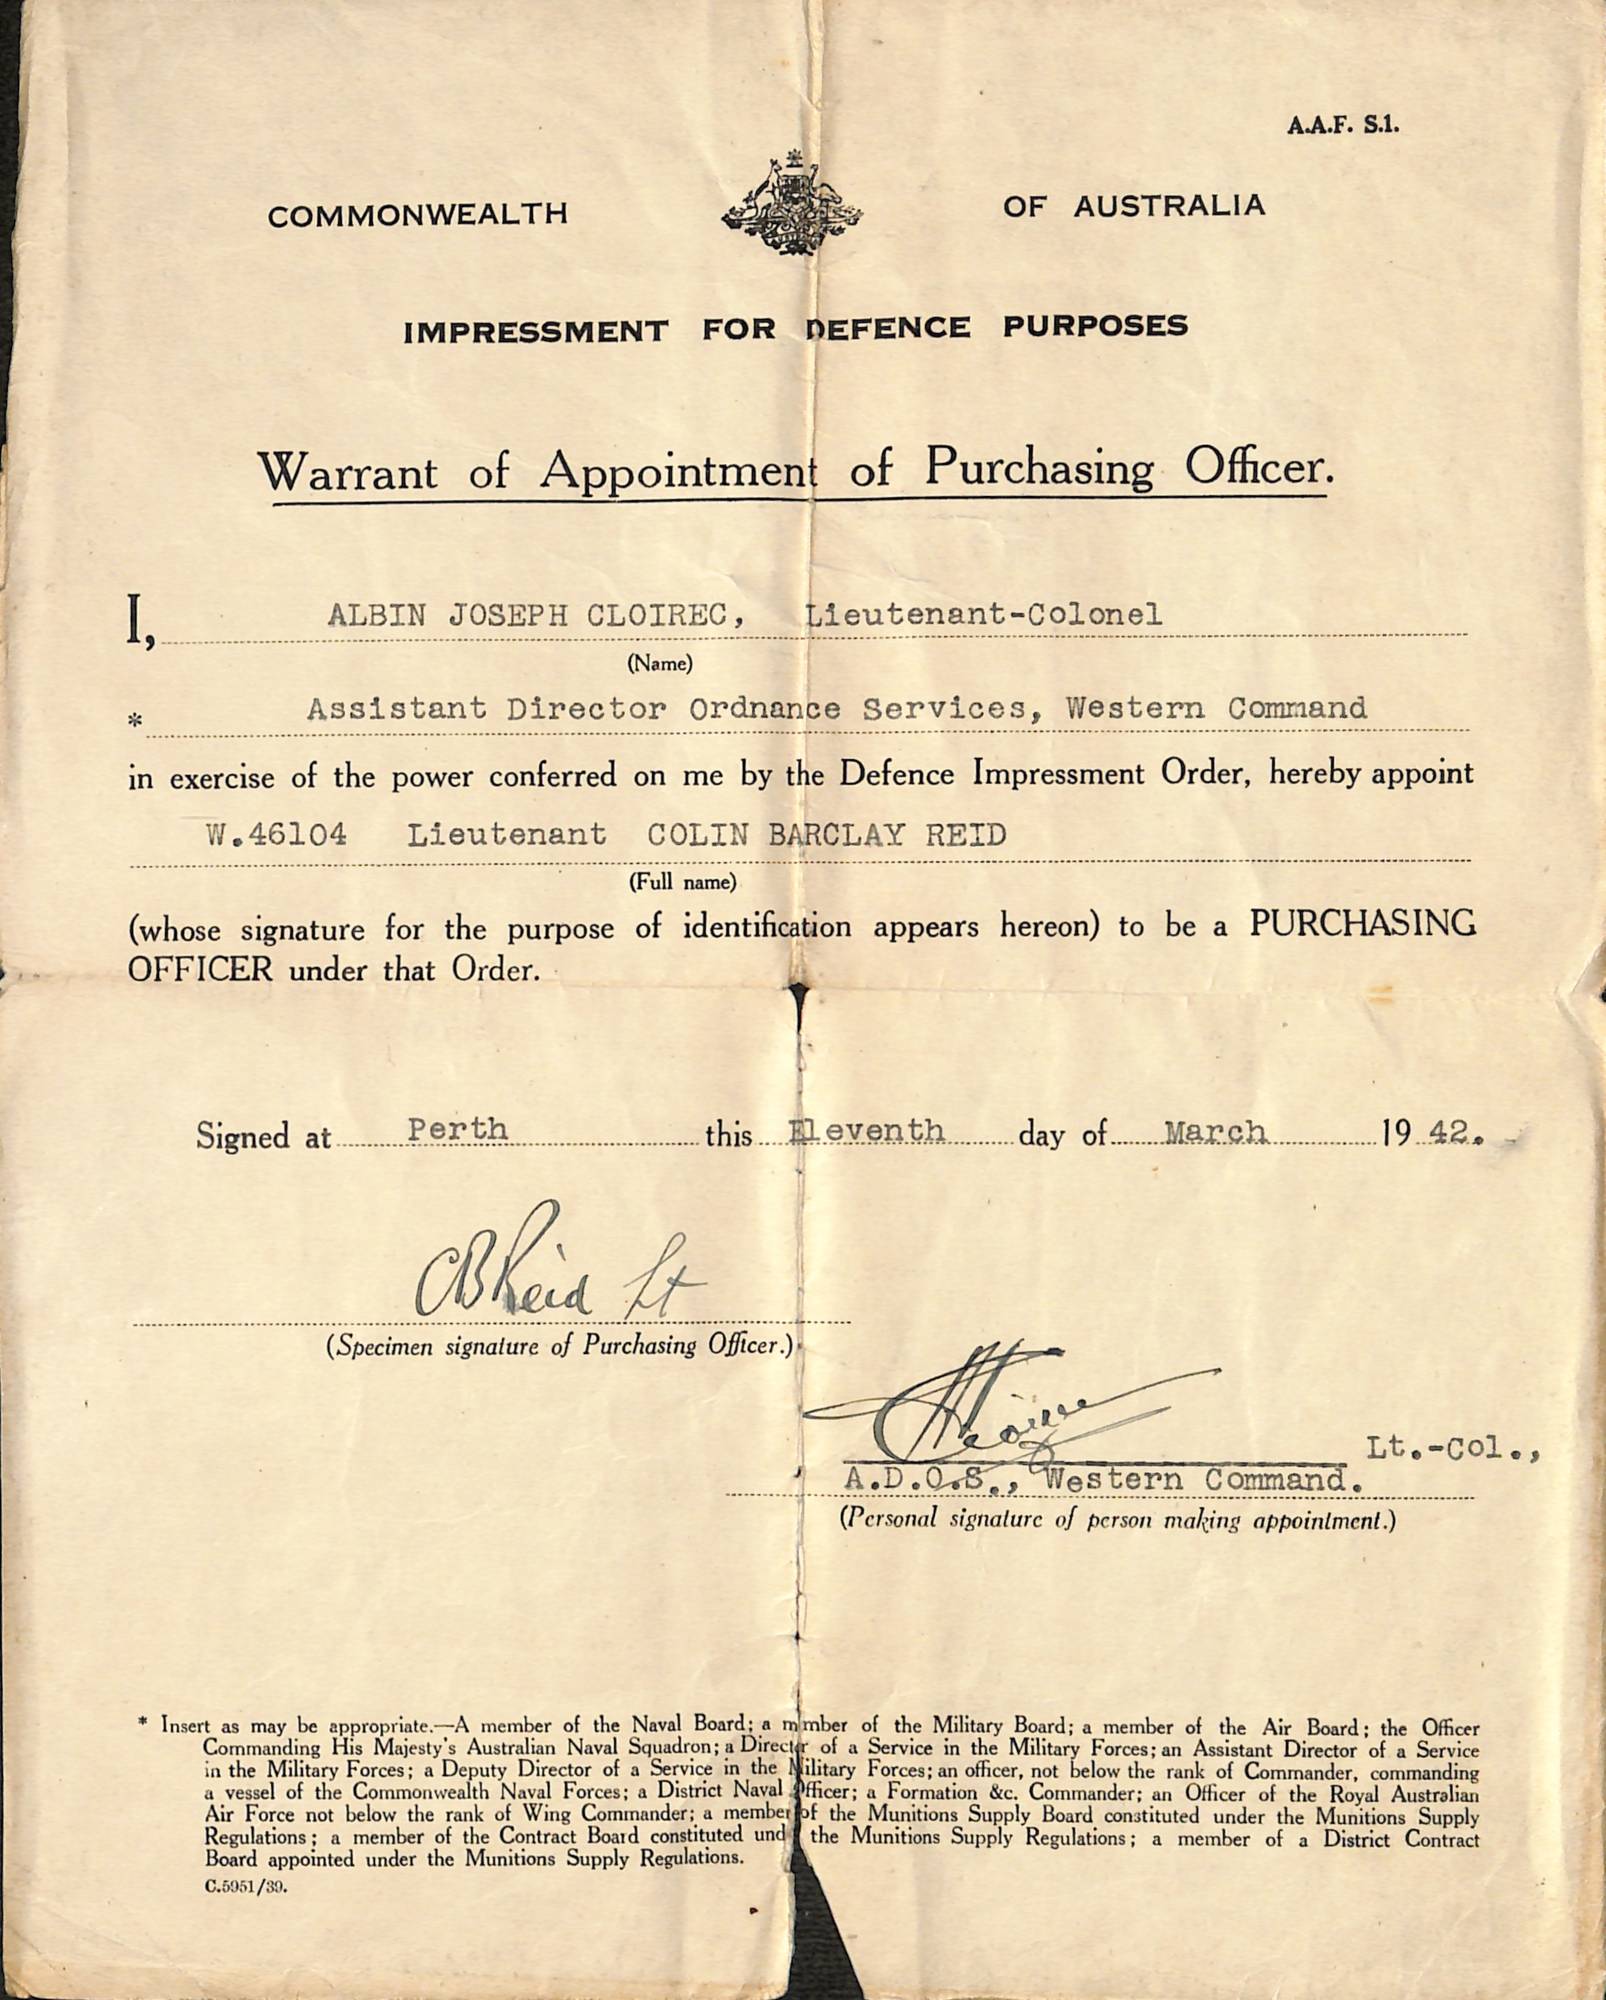 A.A.F. S.1.
COMMONWEALTH OF AUSTRALIA
IMPRESSMENT FOR DEFENCE PURPOSES
Warrant of Appointment of Purchasing Officer.
I, ALBIN JOSEPH CLOIREC, Lieutenant-Colonel
(Name)
* Assistant Director Ordnance Services, Western Command
in exercise of the power conferred on me by the Defence Impressment Order, hereby appoint
W.46104 Lieutenant COLIN BARCLAY REID
(Full name)
(whose signature for the purpose of identification appears hereon) to be a PURCHASING
OFFICER under that Order.
Signed at Perth this Eleventh day of March 19 42.
CBReid Lt
(Specimen signature of Purchasing Officer.)
Lt.-Col.,
A.D.O.S., Western Command.
(Personal signature of person making appointment.)
* Insert as may be appropriate.—A member of the Naval Board; a mmber of the Military Board; a member of the Air Board; the Officer
Commanding His Majesty's Australian Naval Squadron; a Director of a Service in the Military Forces; an Assistant Director of a Service
in the Military Forces; a Deputy Director of a Service in the Military Forces; an officer, not below the rank of Commander, commanding
a vessel of the Commonwealth Naval Forces; a District Naval Officer; a Formation &c. Commander; an Officer of the Royal Australian
Air Force not below the rank of Wing Commander; a member of the Munitions Supply Board constituted under the Munitions Supply
Regulations; a member of the Contract Board constituted und the Munitions Supply Regulations; a member of a District Contract
Board appointed under the Munitions Supply Regulations.
C.5951/39.